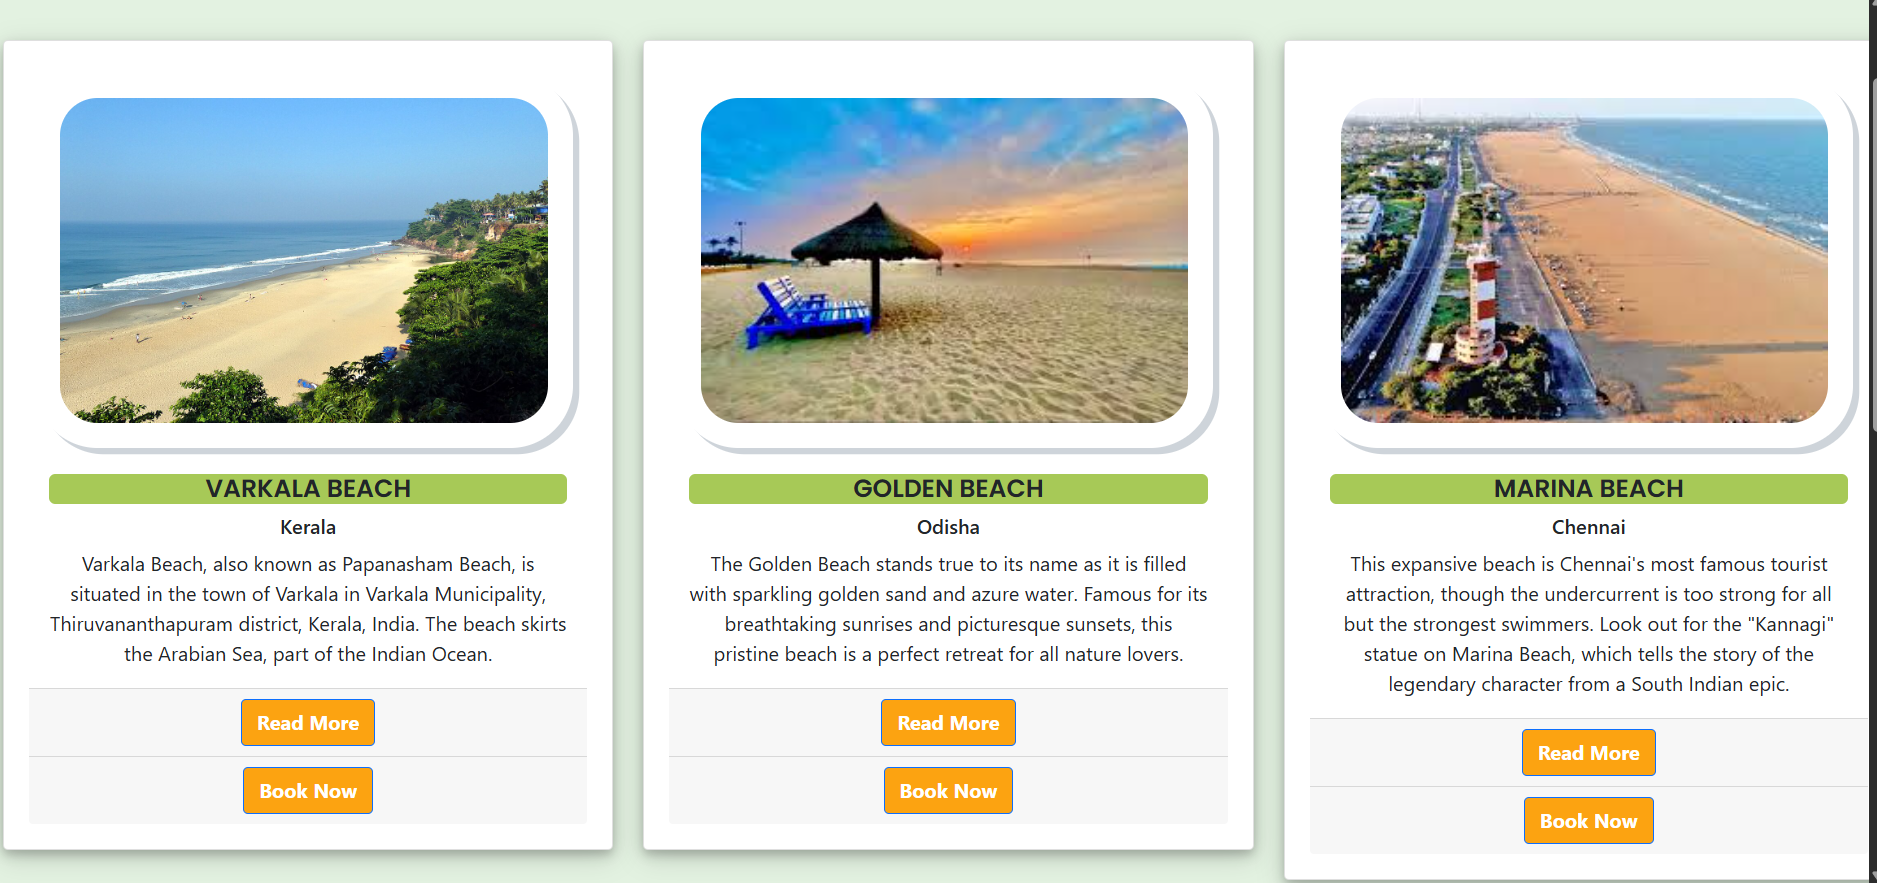 VARKALA BEACH
Kerala
Varkala Beach, also known as Papanasham Beach, is
situated in the town of Varkala in Varkala Municipality,
Thiruvananthapuram district, Kerala, India. The beach skirts
the Arabian Sea, part of the Indian Ocean.
Read More
Book Now
GOLDEN BEACH
Odisha
The Golden Beach stands true to its name as it is filled
with sparkling golden sand and azure water. Famous for its
breathtaking sunrises and picturesque sunsets, this
pristine beach is a perfect retreat for all nature lovers.
Read More
Book Now
MARINA BEACH
Chennai
This expansive beach is Chennai's most famous tourist
attraction, though the undercurrent is too strong for all
but the strongest swimmers. Look out for the "Kannagi"
statue on Marina Beach, which tells the story of the
legendary character from a South Indian epic.
Read More
Book Now